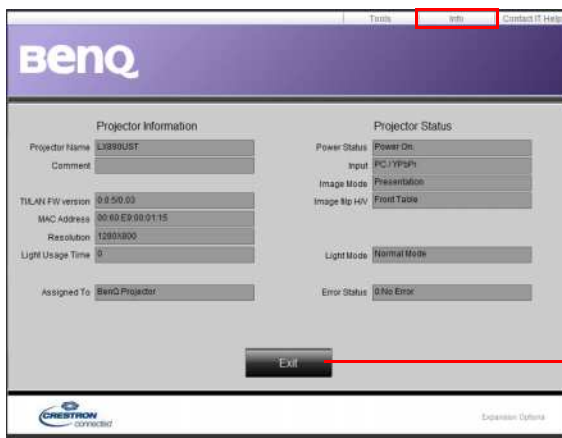 Tools Info Contact IT Help
BenQ
Projector Information
Projector Name LX890UST
Comment
TMLAN FW version 0.0.5/0.03
MAC Address 00:60:E9:00:01:15
Resolution 1280X800
Light Usage Time 0
Assigned To BenQ Projector
Projector Status
Power Status Power On.
Input PC / YPbPr
Image Mode Presentation
Image flip H/V Front Table
Light Mode Normal Mode
Error Status 0:No Error
Exit
CRESTRON
connected
Expansion Options